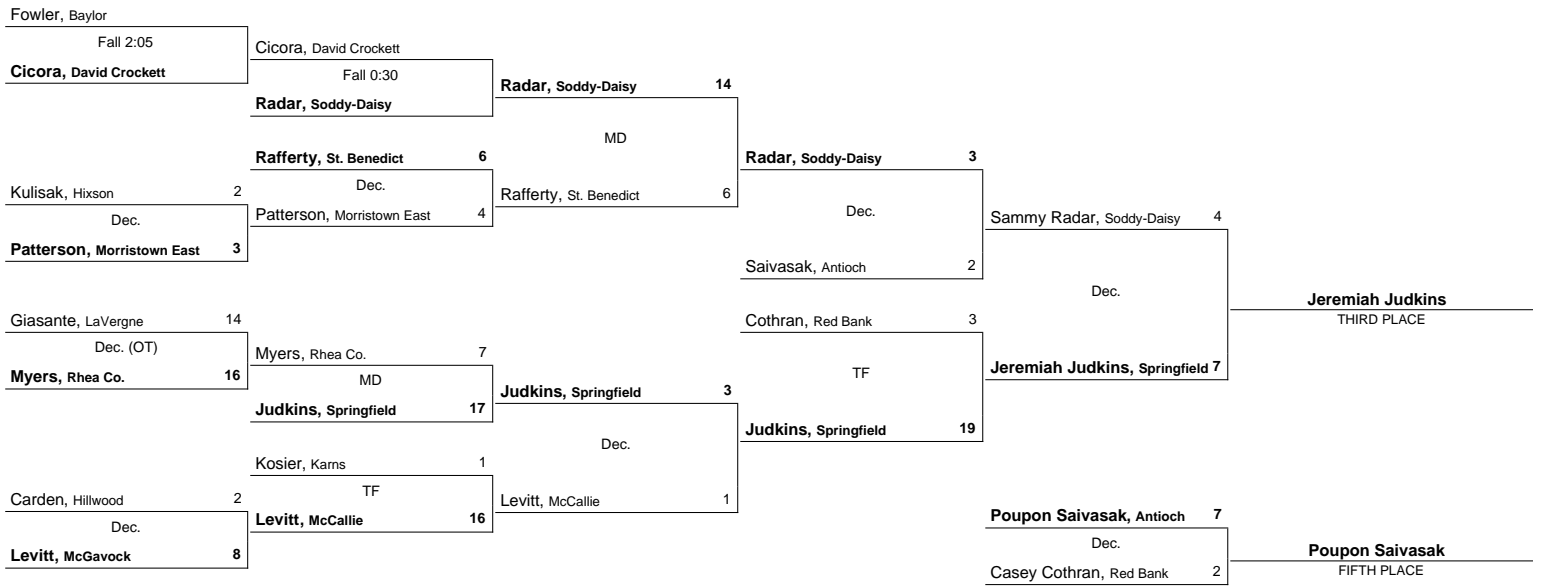 Fowler, Baylor
Fall 2:05
Cicora, David Crockett
Kulisak, Hixson 2
Dec.
Patterson, Morristown East 3
Giasante, LaVergne 14
Dec. (OT)
Myers, Rhea Co. 16
Carden, Hillwood 2
Dec.
Levitt, McGavock 8
Cicora, David Crockett
Fall 0:30
Radar, Soddy-Daisy
Rafferty, St. Benedict 6
Dec.
Patterson, Morristown East 4
Myers, Rhea Co. 7
MD
Judkins, Springfield 17
Kosier, Karns 1
TF
Levitt, McCallie 16
Radar, Soddy-Daisy 14
MD
Rafferty, St. Benedict 6
Judkins, Springfield 3
Dec.
Levitt, McCallie 1
Radar, Soddy-Daisy 3
Dec.
Saivasak, Antioch 2
Cothran, Red Bank 3
TF
Judkins, Springfield 19
Sammy Radar, Soddy-Daisy 4
Dec.
Jeremiah Judkins, Springfield 7
Jeremiah Judkins
THIRD PLACE
Poupon Saivasak, Antioch 7
Dec.
Casey Cothran, Red Bank 2
Poupon Saivasak
FIFTH PLACE